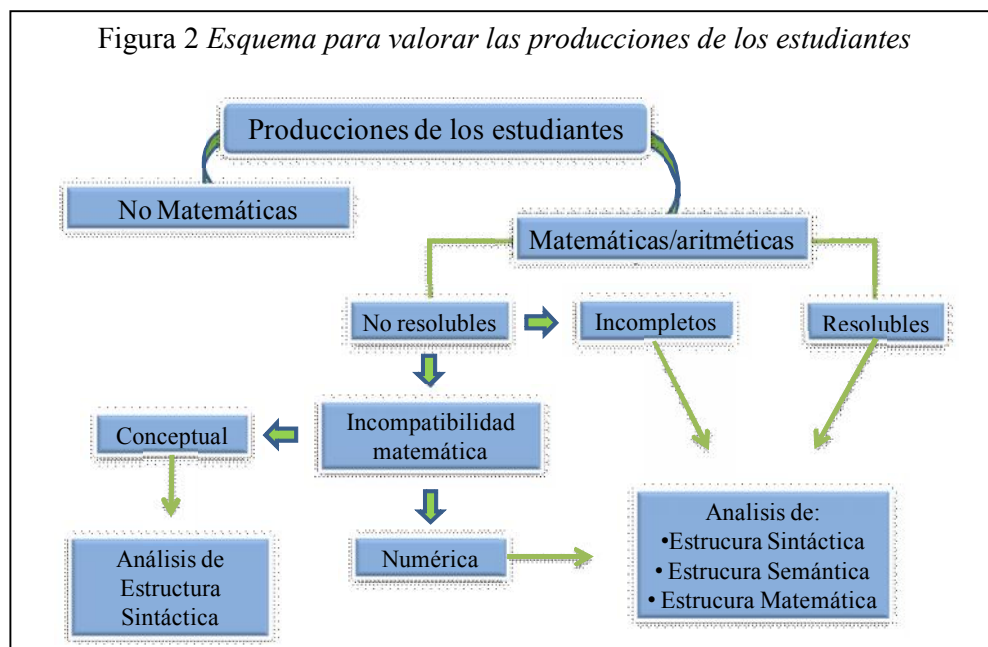 Figura 2 Esquema para valorar las producciones de los estudiantes
Producciones de los estudiantes
No Matemáticas
Matemáticas/aritméticas
No resolubles
Incompletos
Resolubles
Conceptual
Incompatibilidad
matemática
Análisis de
Estructura
Sintáctica
Numérica
Analisis de:
•Estrucura Sintáctica
• Estrucura Semántica
• Estrucura Matemática